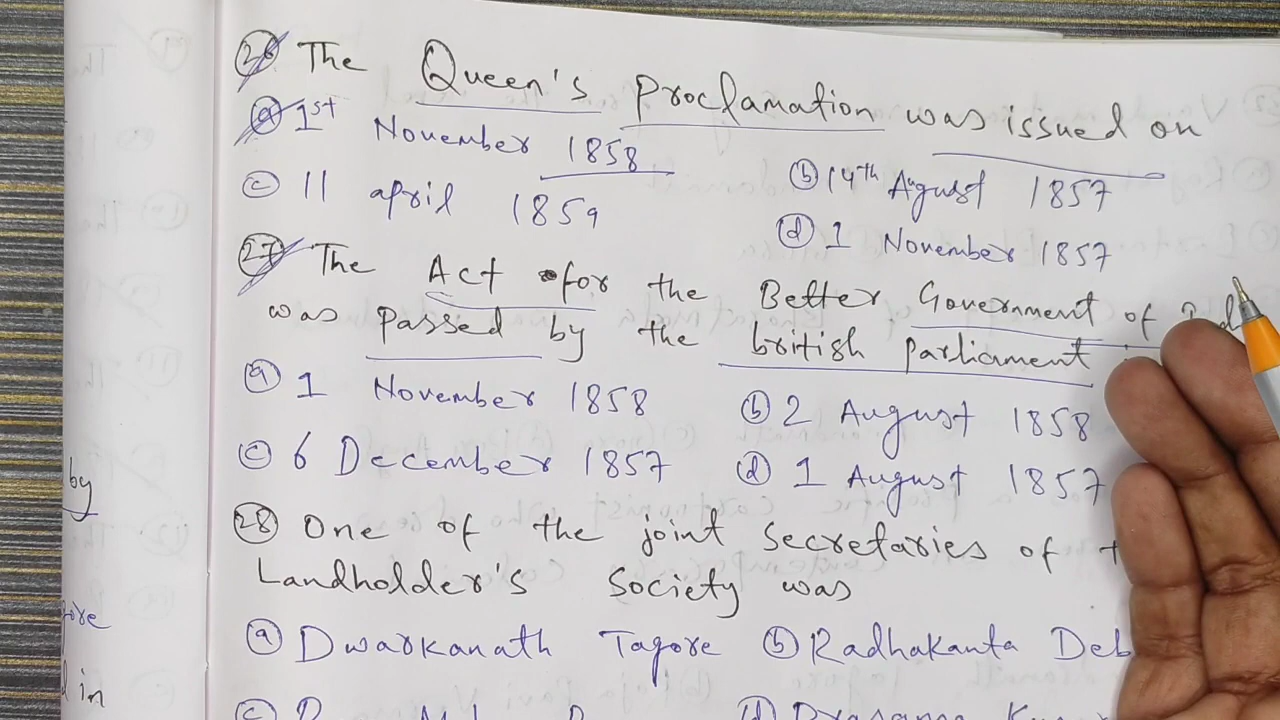 by
26 The Queen's Proclamation was issued on
a 1st November 1858
b 14th August 1857
c 11 april 1859
d 1 November 1857
27 The Act for the Better Government of
was passed by the british parliament
a 1 November 1858 b 2 August 1858
c 6 December 1857 d 1 August 1857
28 One of the joint Secretaries of
Landholder's Society was
a Dwarkanath Tagore b Radhakanta Deb
in